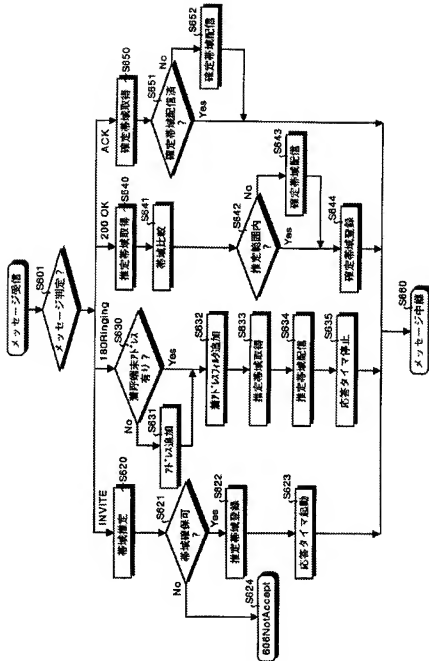 メッセージ受信
メッセージ判定?
S601
INVITE
帯域推定
S620
帯域確保可
?
S621
No
Yes
推定帯域登録
S622
応答タイマ起動
S623
606NotAccept
S624
180Ringing
着呼端末アドレス
有り?
S630
No
Yes
アドレス追加
S631
着アドレスフィルタ追加
S632
推定帯域取得
S633
推定帯域配信
S634
応答タイマ停止
S635
200 OK
推定帯域取得
S640
帯域比較
S641
推定範囲内
?
S642
No
Yes
確定帯域配信
S643
確定帯域登録
S644
ACK
確定帯域取得
S650
確定帯域配信済
?
S651
No
Yes
確定帯域配信
S652
メッセージ中継
S660